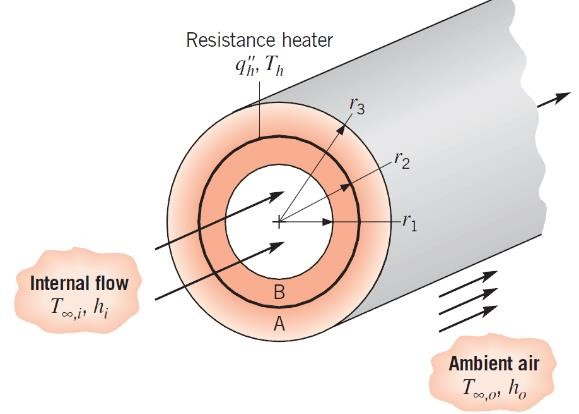 Resistance heater
q″h, Th
r3
r2
r1
B
A
Internal flow
T∞,i, hi
Ambient air
T∞,o, ho